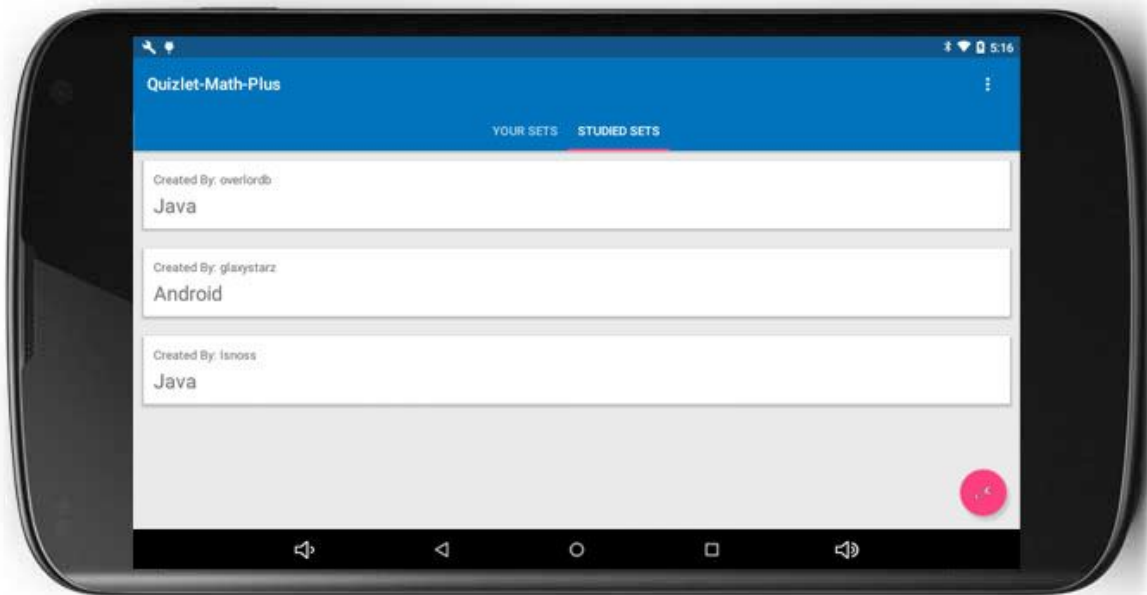 5:16
Quizlet-Math-Plus
YOUR SETS STUDIED SETS
Created By: overlordb
Java
Created By: glaxystarz
Android
Created By: lsnoss
Java